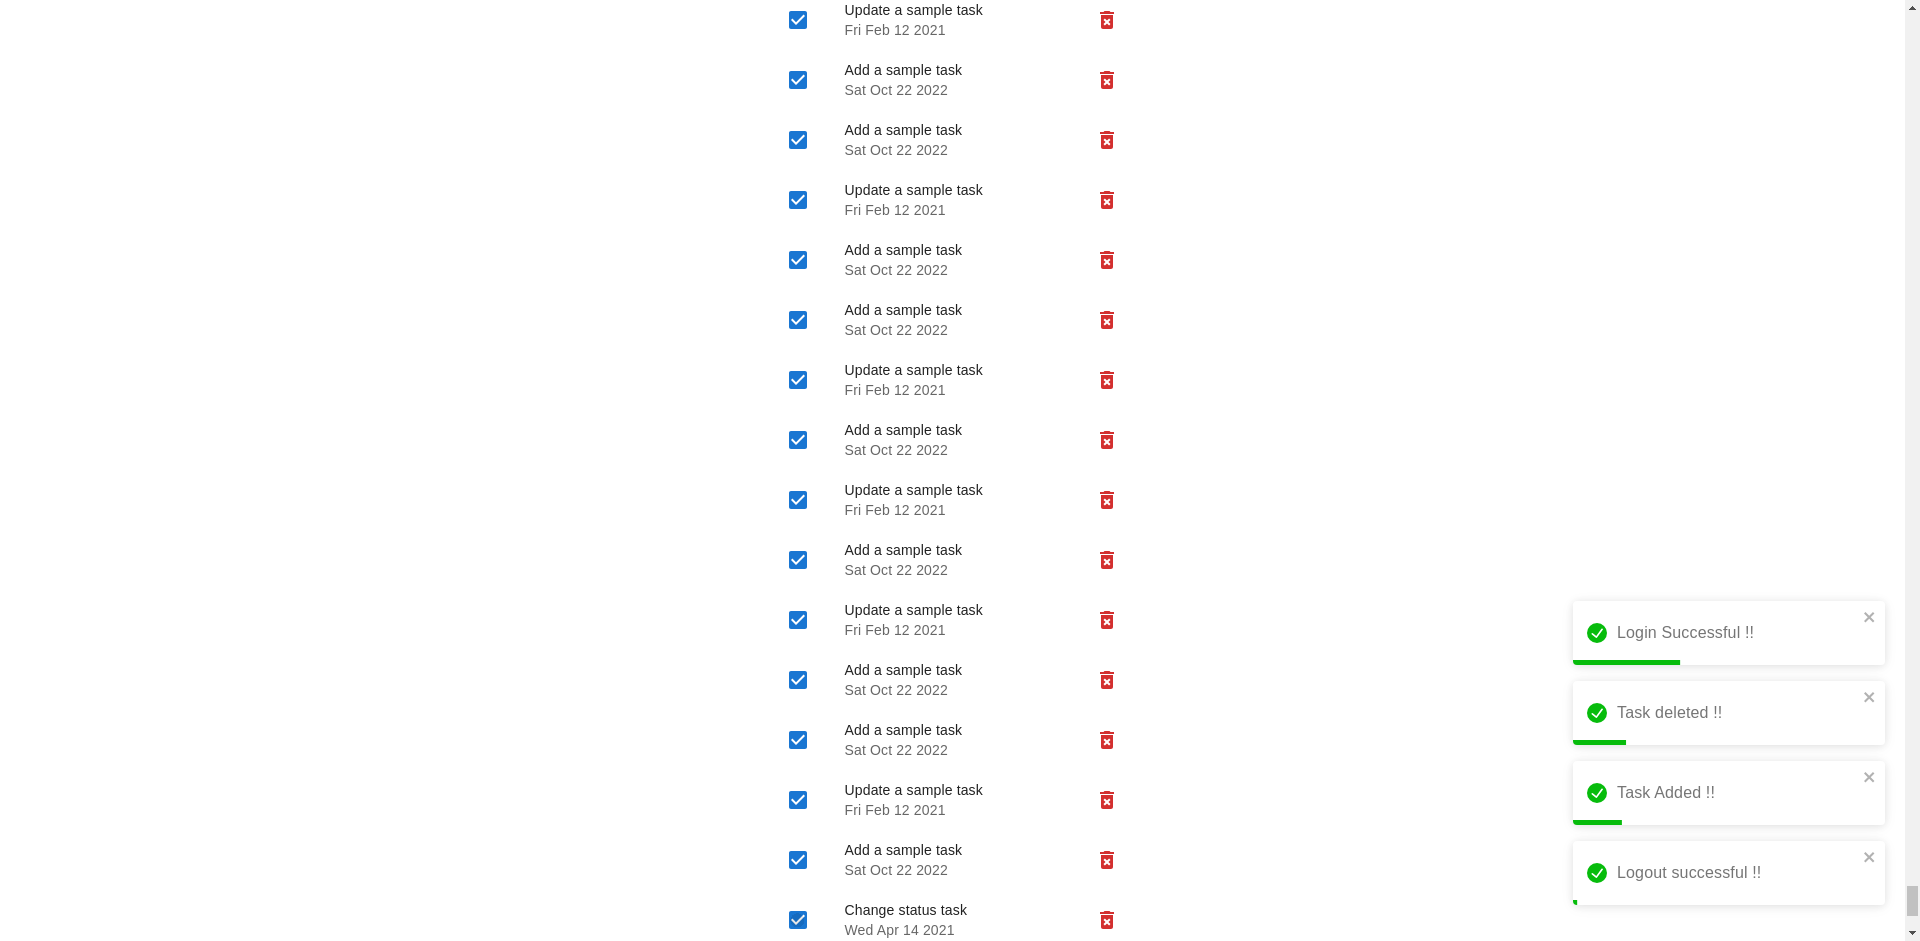 Update a sample task
Fri Feb 12 2021
Add a sample task
Sat Oct 22 2022
Add a sample task
Sat Oct 22 2022
Update a sample task
Fri Feb 12 2021
Add a sample task
Sat Oct 22 2022
Add a sample task
Sat Oct 22 2022
Update a sample task
Fri Feb 12 2021
Add a sample task
Sat Oct 22 2022
Update a sample task
Fri Feb 12 2021
Add a sample task
Sat Oct 22 2022
Update a sample task
Fri Feb 12 2021
Add a sample task
Sat Oct 22 2022
Add a sample task
Sat Oct 22 2022
Update a sample task
Fri Feb 12 2021
Add a sample task
Sat Oct 22 2022
Change status task
Wed Apr 14 2021
Login Successful !!
Task deleted !!
Task Added !!
Logout successful !!